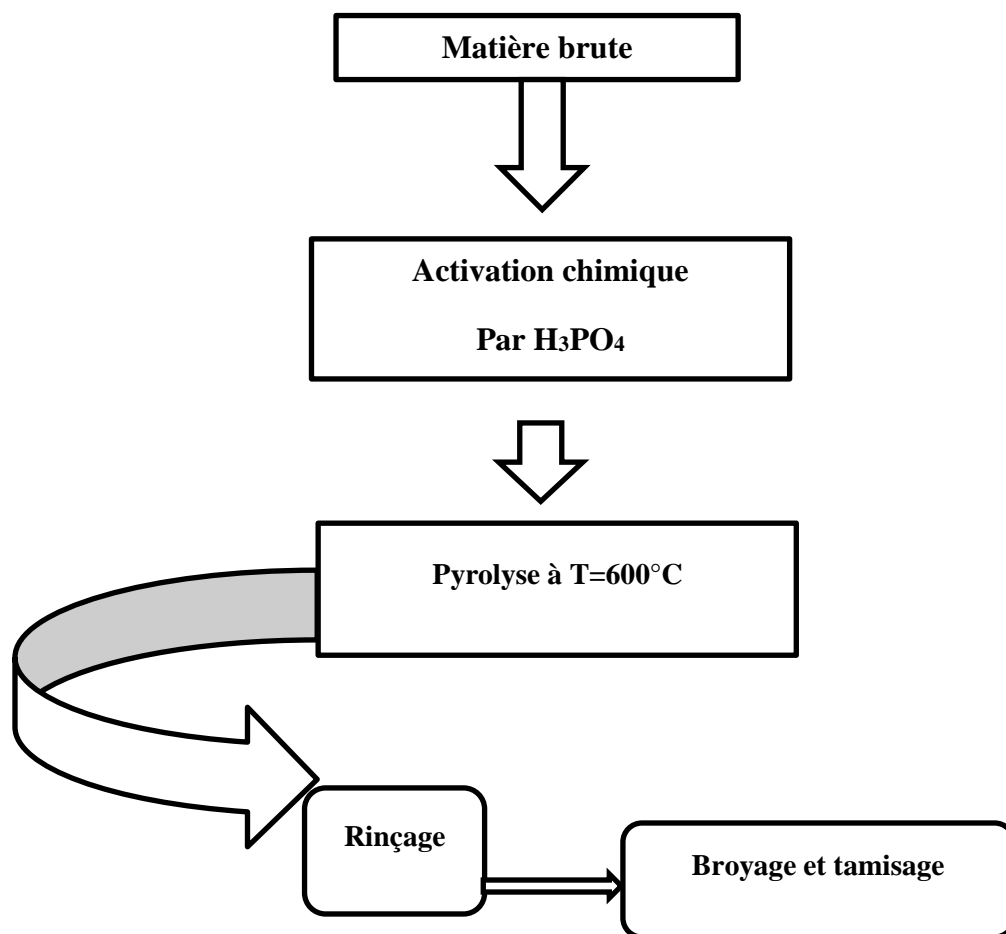 Matière brute
Activation chimique
Par H₃PO₄
Pyrolyse à T=600°C
Rinçage
Broyage et tamisage